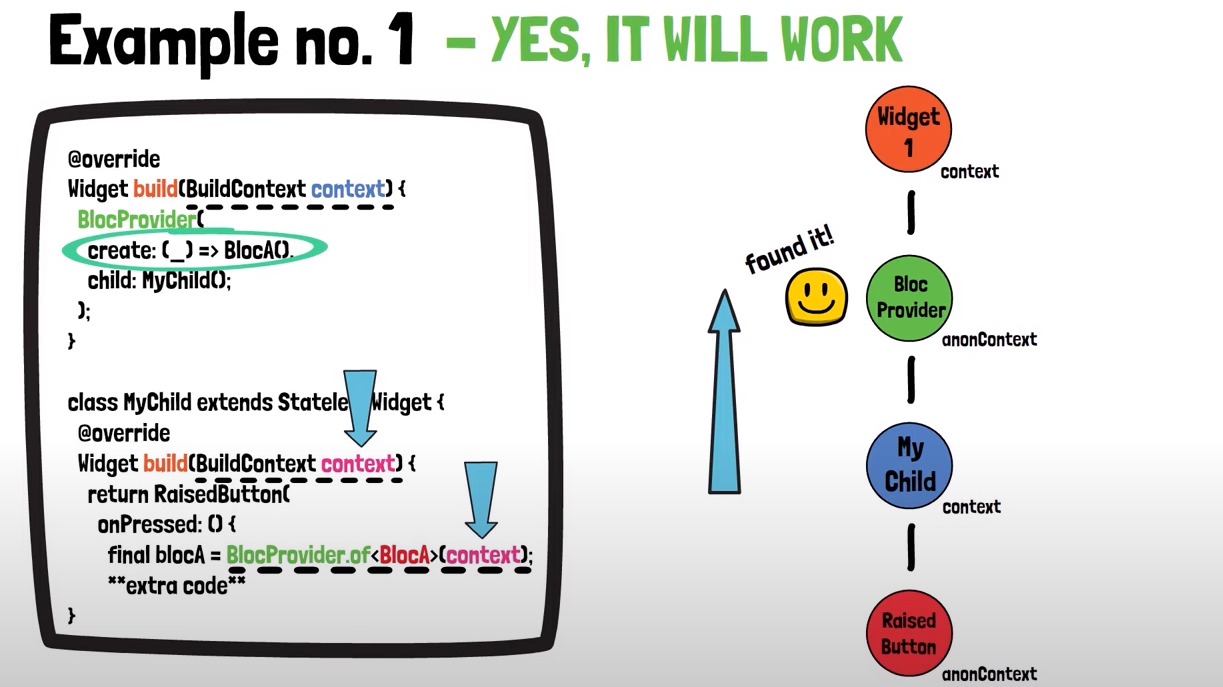 Example no. 1 – YES, IT WILL WORK
@override
Widget build(BuildContext context) {
BlocProvider(
create: (_) => BlocA().
child: MyChild();
);
}
class MyChild extends Statele Widget {
@override
Widget build(BuildContext context) {
return RaisedButton(
onPressed: () {
final blocA = BlocProvider.of<BlocA>(context);
**extra code**
}
found it!
Widget
1
context
Bloc
Provider
anonContext
My
Child
context
Raised
Button
anonContext